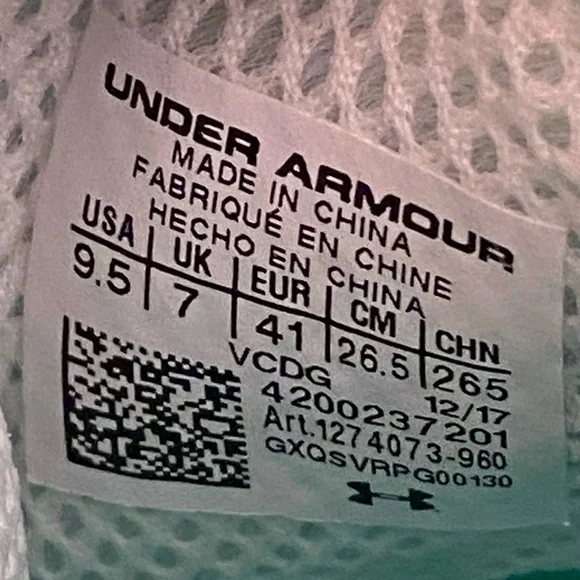 UNDER ARMOUR
MADE IN CHINA
FABRIQUÉ EN CHINE
HECHO EN CHINA
USA UK EUR CM CHN
9.5 7 41 26.5 265
VCDG 12/17
4200237201
Art.1274073-960
GXQSVRPG00130